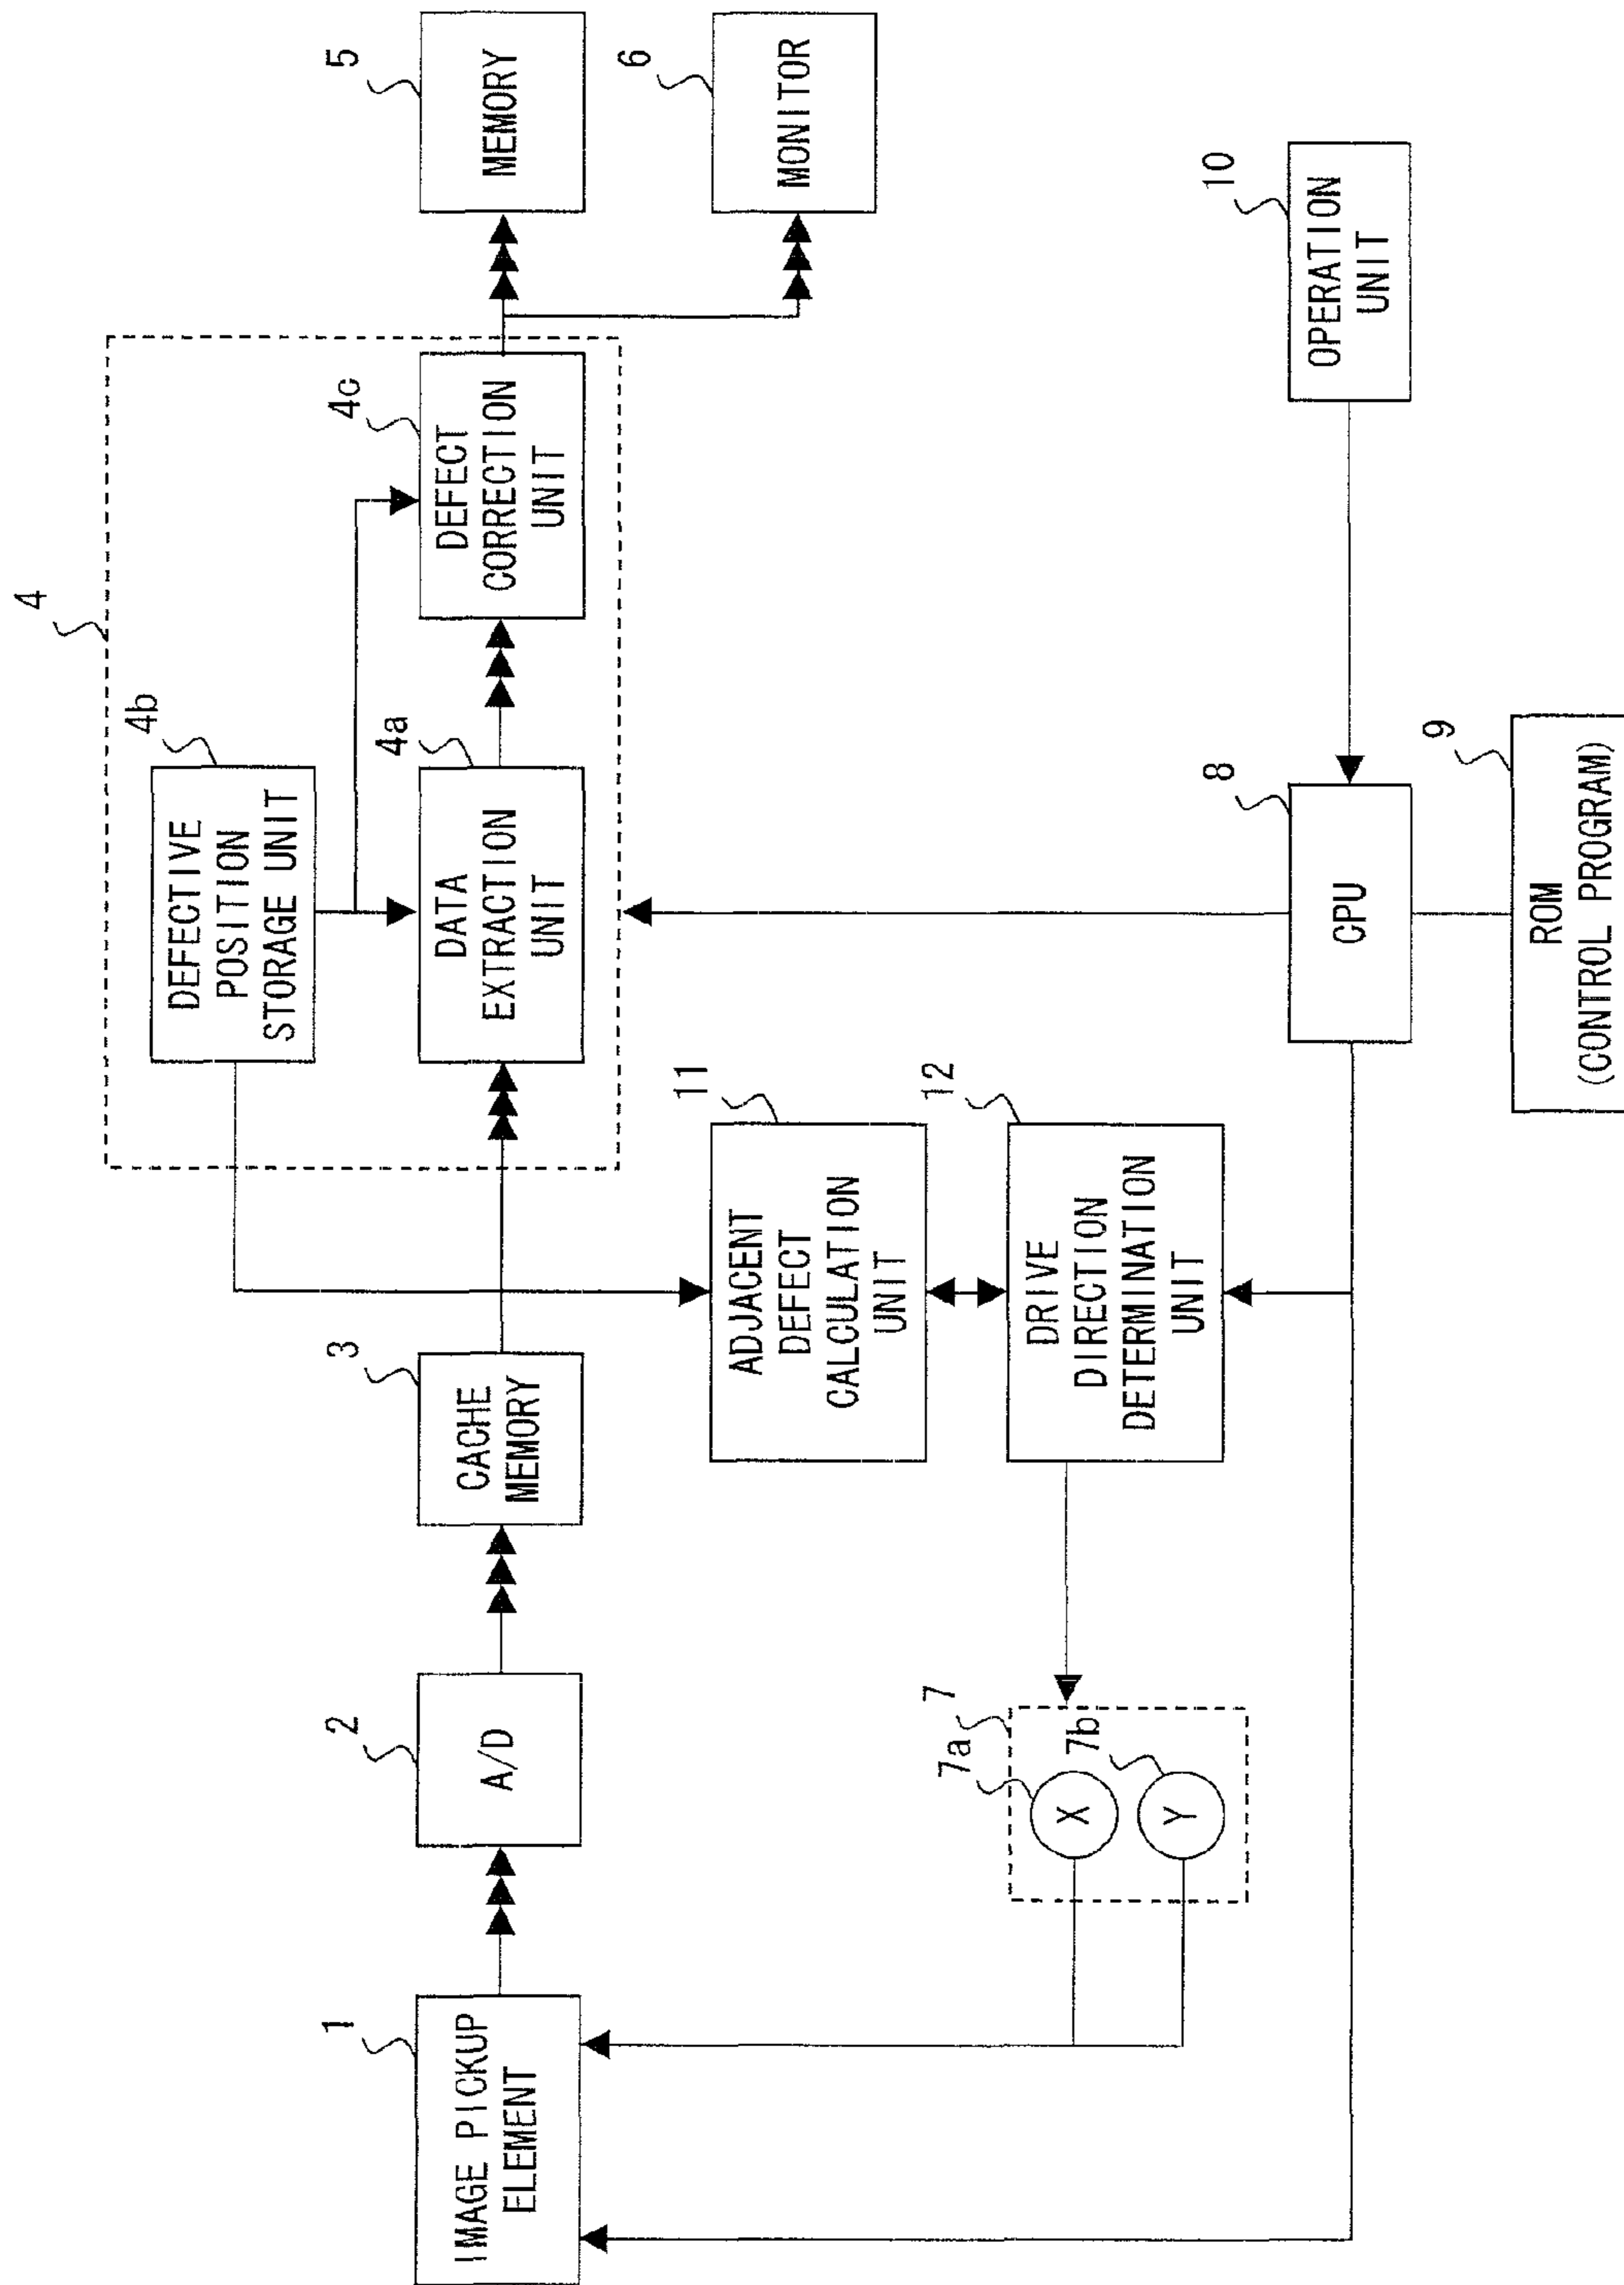 1
IMAGE PICKUP
ELEMENT
2
A/D
3
CACHE
MEMORY
4
4b
DEFECTIVE
POSITION
STORAGE UNIT
4a
DATA
EXTRACTION
UNIT
4c
DEFECT
CORRECTION
UNIT
5
MEMORY
6
MONITOR
7
7a
X
7b
Y
11
ADJACENT
DEFECT
CALCULATION
UNIT
12
DRIVE
DIRECTION
DETERMINATION
UNIT
8
CPU
9
ROM
(CONTROL PROGRAM)
10
OPERATION
UNIT